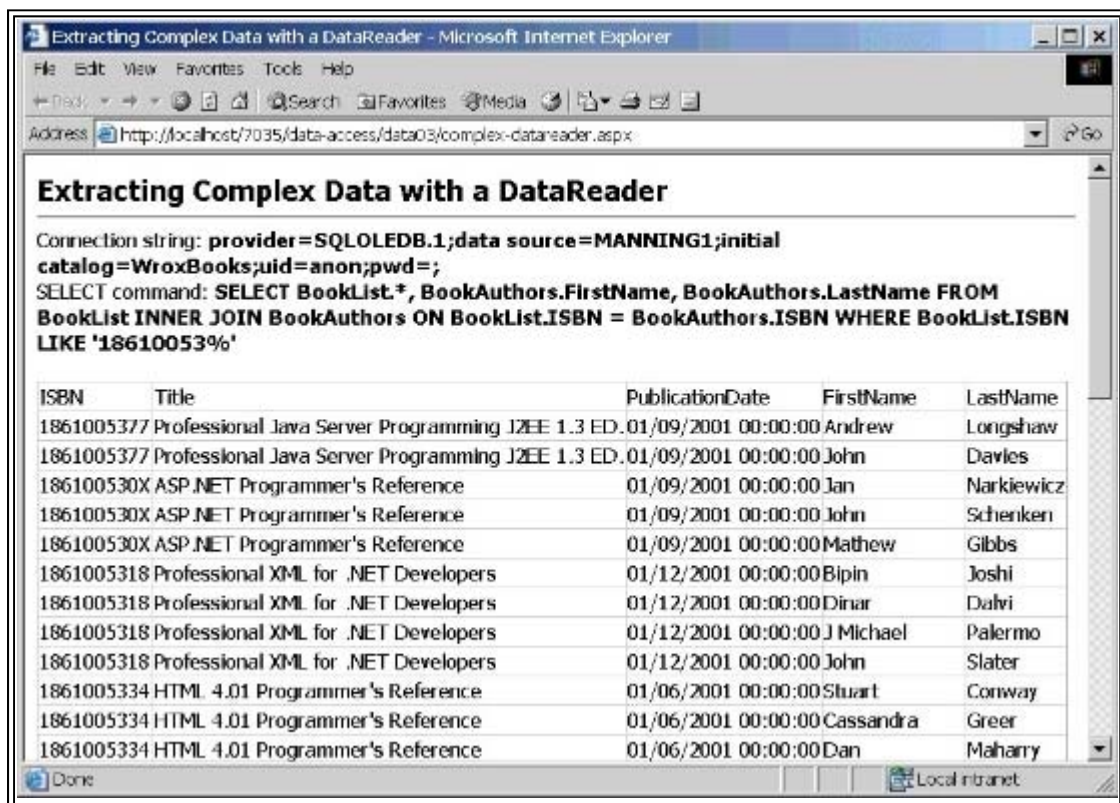 Extracting Complex Data with a DataReader - Microsoft Internet Explorer
File Edit View Favorites Tools Help
Back Search Favorites Media
Address http://localhost/7035/data-access/data03/complex-datareader.aspx Go
Extracting Complex Data with a DataReader
Connection string: provider=SQLOLEDB.1;data source=MANNING1;initial
catalog=WroxBooks;uid=anon;pwd=;
SELECT command: SELECT BookList.*, BookAuthors.FirstName, BookAuthors.LastName FROM
BookList INNER JOIN BookAuthors ON BookList.ISBN = BookAuthors.ISBN WHERE BookList.ISBN
LIKE '18610053%'
ISBN Title PublicationDate FirstName LastName
1861005377 Professional Java Server Programming J2EE 1.3 ED. 01/09/2001 00:00:00 Andrew Longshaw
1861005377 Professional Java Server Programming J2EE 1.3 ED. 01/09/2001 00:00:00 John Davies
186100530X ASP.NET Programmer's Reference 01/09/2001 00:00:00 Jan Narkiewicz
186100530X ASP.NET Programmer's Reference 01/09/2001 00:00:00 John Schenken
186100530X ASP.NET Programmer's Reference 01/09/2001 00:00:00 Mathew Gibbs
1861005318 Professional XML for .NET Developers 01/12/2001 00:00:00 Bipin Joshi
1861005318 Professional XML for .NET Developers 01/12/2001 00:00:00 Dinar Dalvi
1861005318 Professional XML for .NET Developers 01/12/2001 00:00:00 J Michael Palermo
1861005318 Professional XML for .NET Developers 01/12/2001 00:00:00 John Slater
1861005334 HTML 4.01 Programmer's Reference 01/06/2001 00:00:00 Stuart Conway
1861005334 HTML 4.01 Programmer's Reference 01/06/2001 00:00:00 Cassandra Greer
1861005334 HTML 4.01 Programmer's Reference 01/06/2001 00:00:00 Dan Maharry
Done Local intranet